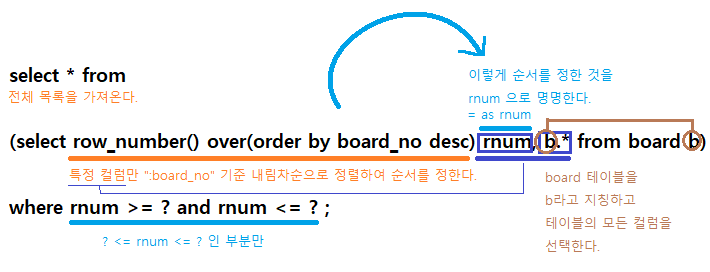 이렇게 순서를 정한 것을
rnum 으로 명명한다.
= as rnum
select * from
전체 목록을 가져온다.
(select row_number() over(order by board_no desc) rnum, b.* from board b)
특정 컬럼만 ":board_no" 기준 내림차순으로 정렬하여 순서를 정한다.
board 테이블을
b라고 지칭하고
테이블의 모든 컬럼을
선택한다.
where rnum >= ? and rnum <= ? ;
? <= rnum <= ? 인 부분만